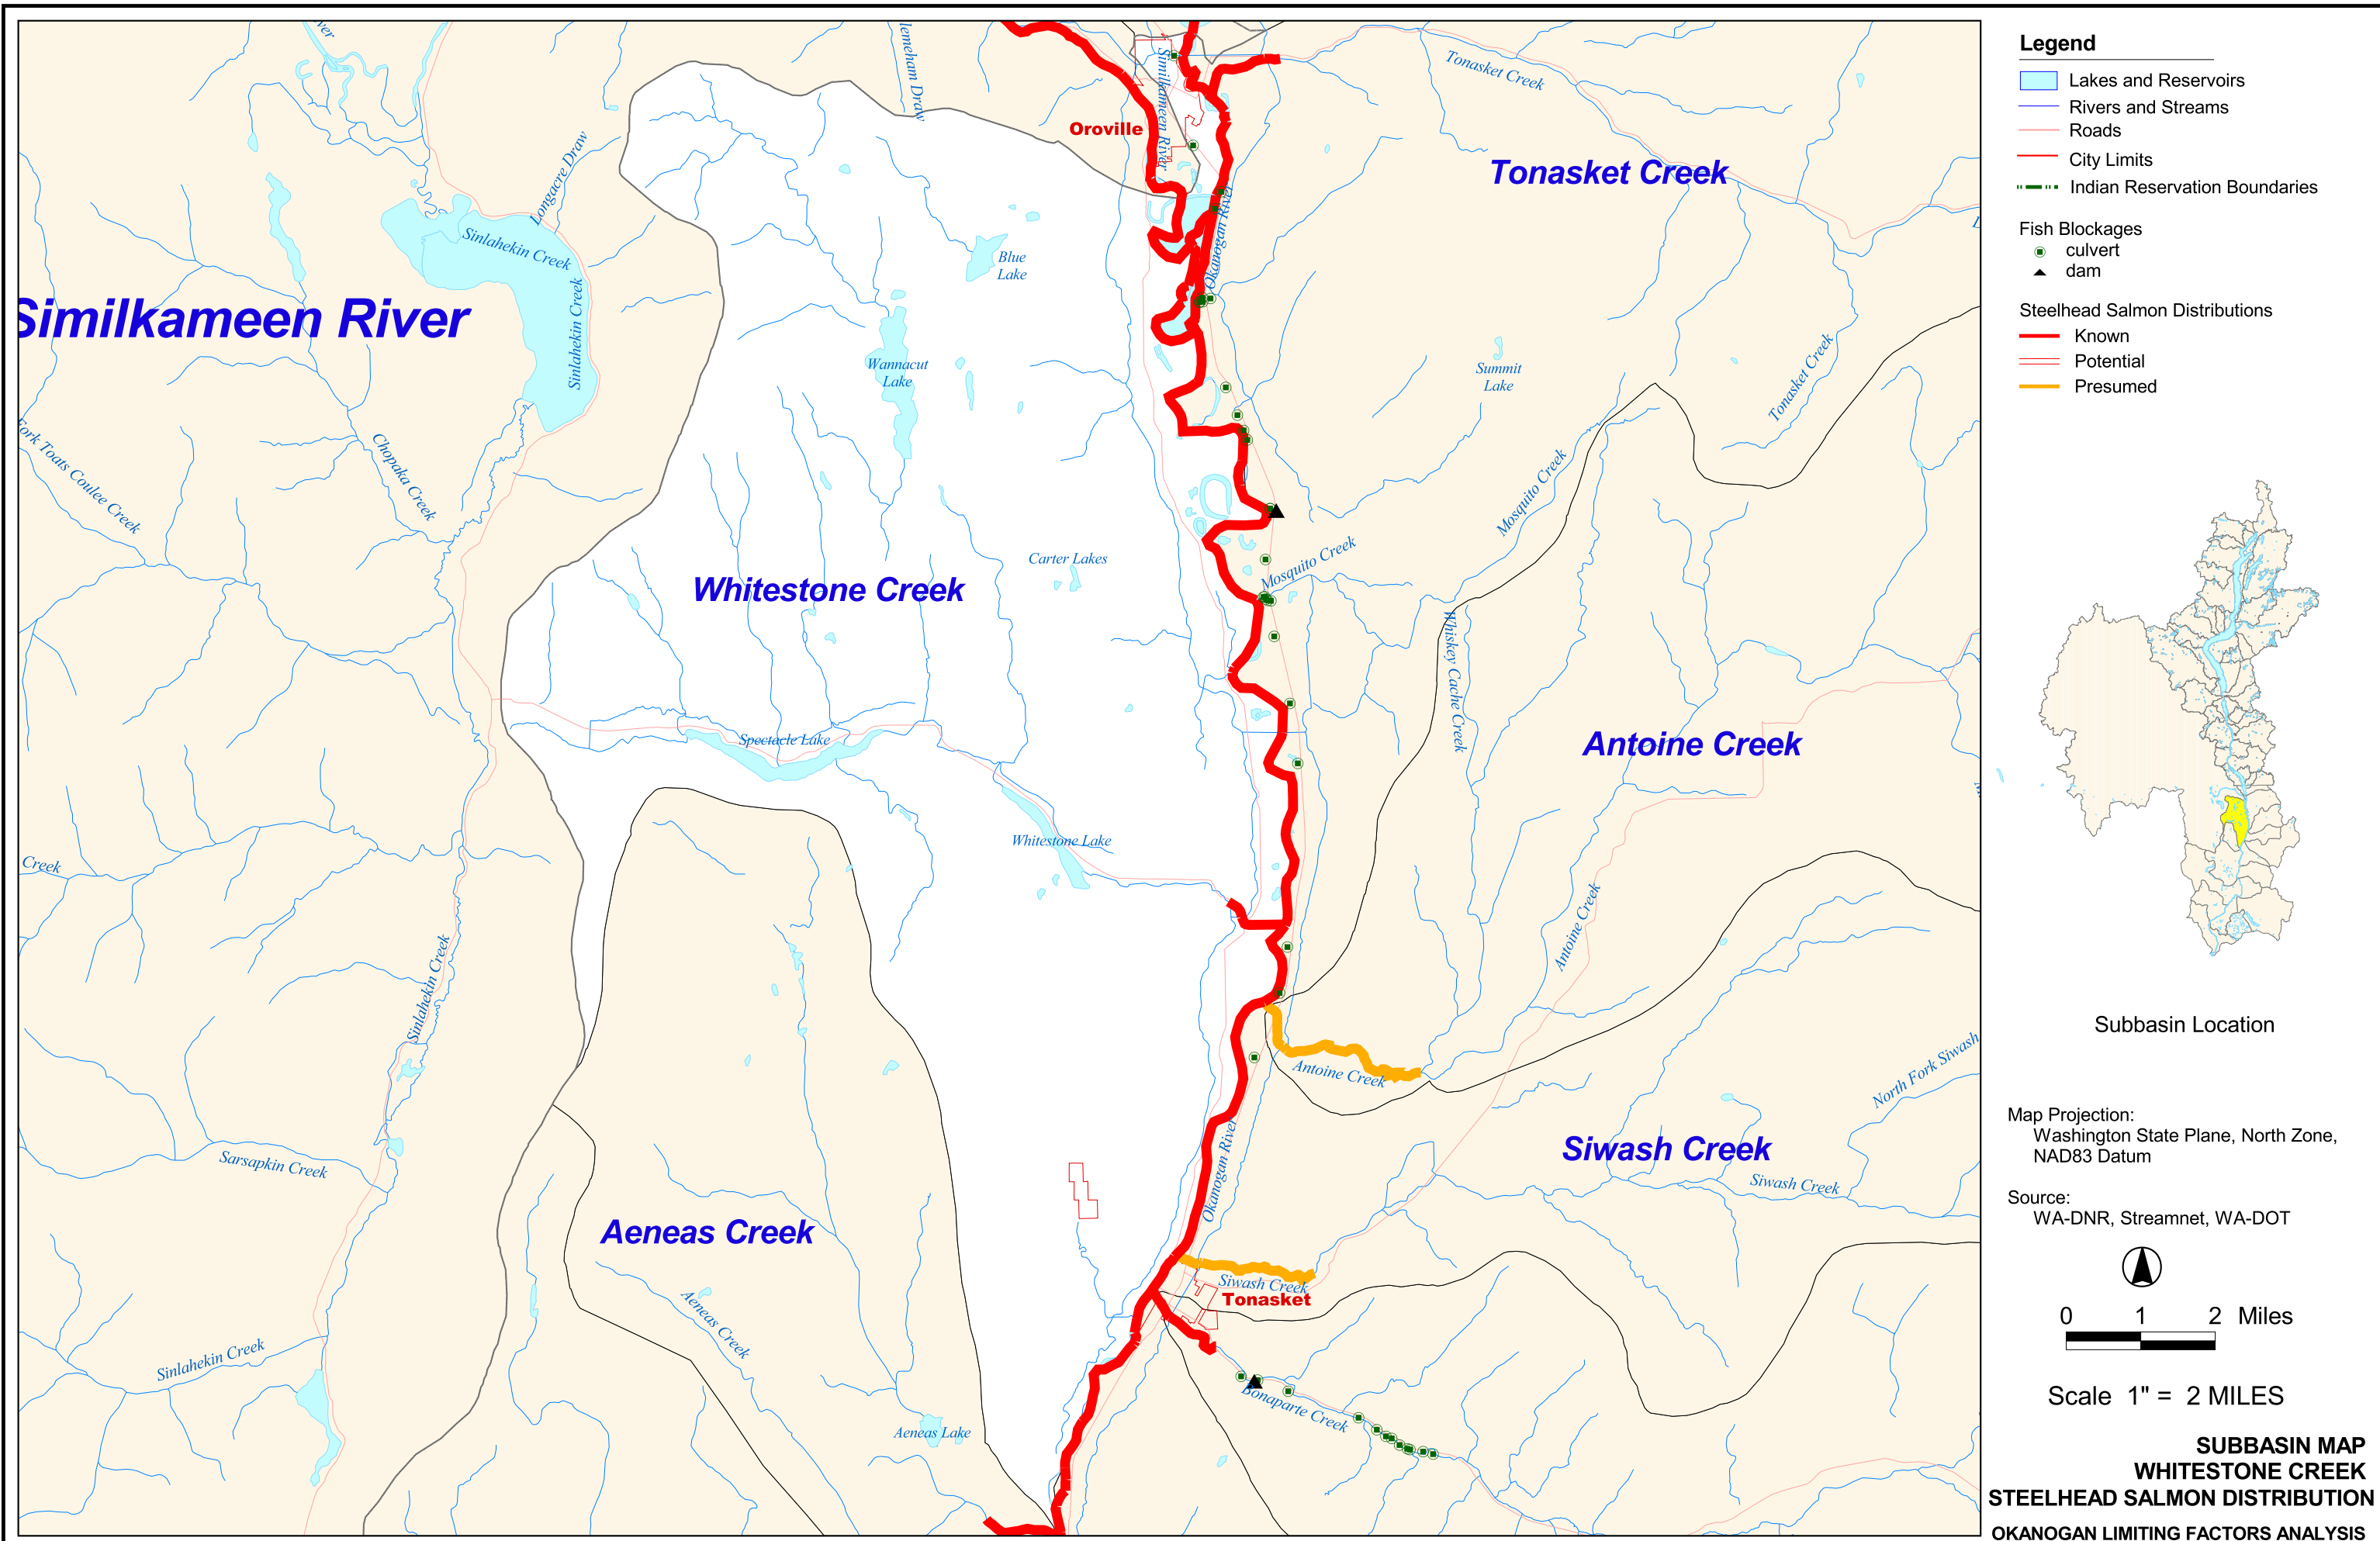 ver
lemeham Draw
Similkameen River
Tonasket Creek
Oroville
Longacre Draw
Tonasket Creek
Sinlahekin Creek
Okanogan River
Blue
Lake
Similkameen River
Sinlahekin Creek
Wannacut
Lake
Summit
Lake
Tonasket Creek
Fork Toats Coulee Creek
Chopaka Creek
Mosquito Creek
Carter Lakes
Mosquito Creek
Whitestone Creek
Whiskey Cache Creek
Spectacle Lake
Antoine Creek
Whitestone Lake
Creek
Antoine Creek
Sinlahekin Creek
Antoine Creek
North Fork Siwash
Okanogan River
Siwash Creek
Sarsapkin Creek
Siwash Creek
Aeneas Creek
Siwash Creek
Tonasket
Aeneas Creek
Sinlahekin Creek
Bonaparte Creek
Aeneas Lake
Legend
Lakes and Reservoirs
Rivers and Streams
Roads
City Limits
Indian Reservation Boundaries
Fish Blockages
culvert
dam
Steelhead Salmon Distributions
Known
Potential
Presumed
Subbasin Location
Map Projection:
Washington State Plane, North Zone,
NAD83 Datum
Source:
WA-DNR, Streamnet, WA-DOT
0 1 2 Miles
Scale 1" = 2 MILES
SUBBASIN MAP
WHITESTONE CREEK
STEELHEAD SALMON DISTRIBUTION
OKANOGAN LIMITING FACTORS ANALYSIS